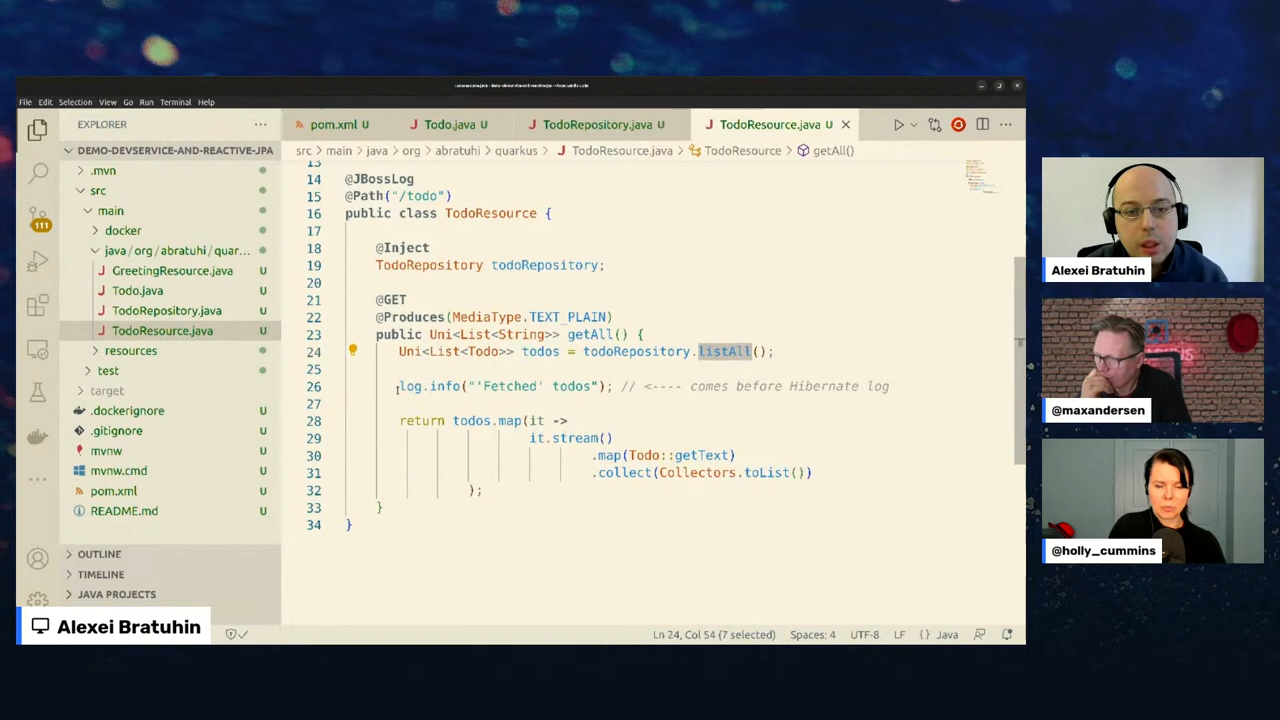 File Edit Selection View Go Run Terminal Help
EXPLORER
pom.xml U
Todo.java U
TodoRepository.java U
TodoResource.java U
DEMO-DEVSERVICE-AND-REACTIVE-JPA
src > main > java > org > abratuhi > quarkus > TodoResource.java > TodoResource > getAll()
.mvn
src
main
docker
java/org/abratuhi/quar...
GreetingResource.java U
Todo.java U
TodoRepository.java U
TodoResource.java U
resources
test
target
.dockerignore U
.gitignore U
mvnw U
mvnw.cmd U
pom.xml U
README.md U
OUTLINE
TIMELINE
JAVA PROJECTS
111
13
14 @JBossLog
15 @Path("/todo")
16 public class TodoResource {
17
18 @Inject
19 TodoRepository todoRepository;
20
21 @GET
22 @Produces(MediaType.TEXT_PLAIN)
23 public Uni<List<String>> getAll() {
24 Uni<List<Todo>> todos = todoRepository.listAll();
25
26 log.info("'Fetched' todos"); // <---- comes before Hibernate log
27
28 return todos.map(it ->
29 it.stream()
30 .map(Todo::getText)
31 .collect(Collectors.toList())
32 );
33 }
34 }
Ln 24, Col 54 (7 selected) Spaces: 4 UTF-8 LF {} Java
Alexei Bratuhin
Alexei Bratuhin
@maxandersen
@holly_cummins